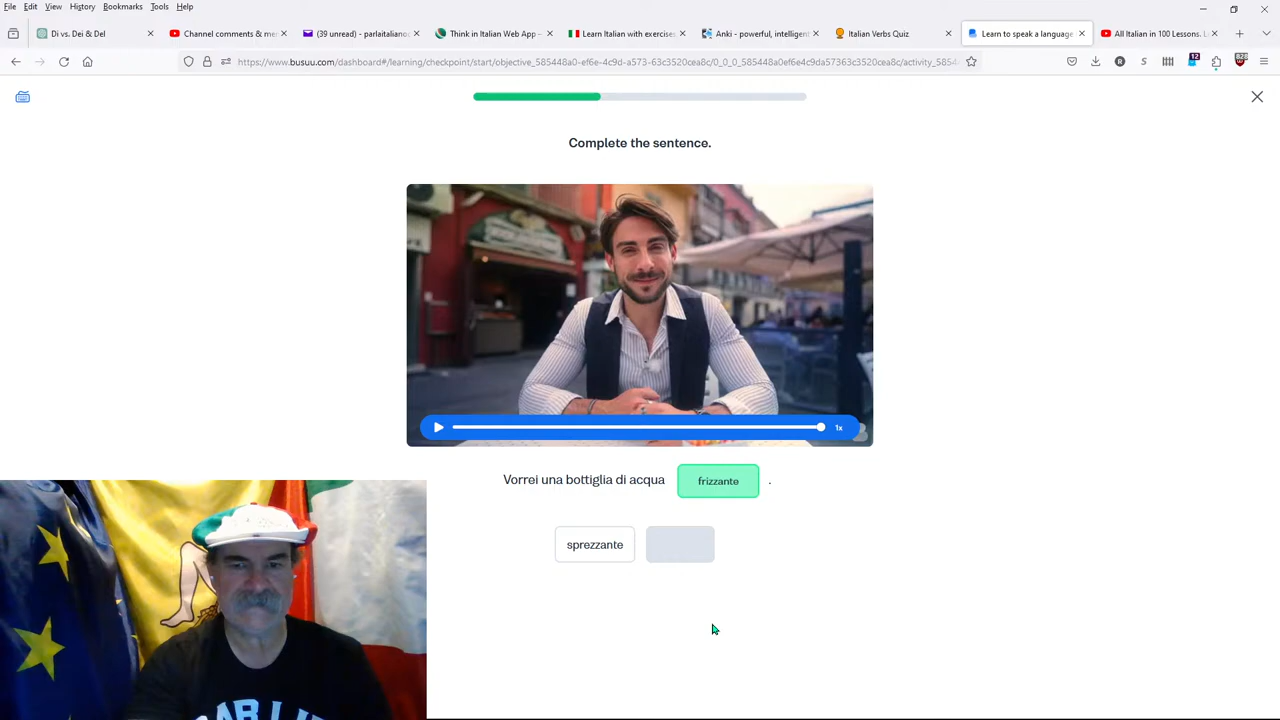 File Edit View History Bookmarks Tools Help
Di vs. Dei & Del
Channel comments & me
(39 unread) - parlaitaliano
Think in Italian Web App –
Learn Italian with exercises,
Anki - powerful, intelligent
Italian Verbs Quiz
Learn to speak a language
All Italian in 100 Lessons. L
https://www.busuu.com/dashboard#/learning/checkpoint/start/objective_585448a0-ef6e-4c9d-a573-63c3520cea8c/0_0_0_585448a0ef6e4c9da57363c3520cea8c/activity_5854
12
Complete the sentence.
1x
Vorrei una bottiglia di acqua frizzante .
sprezzante